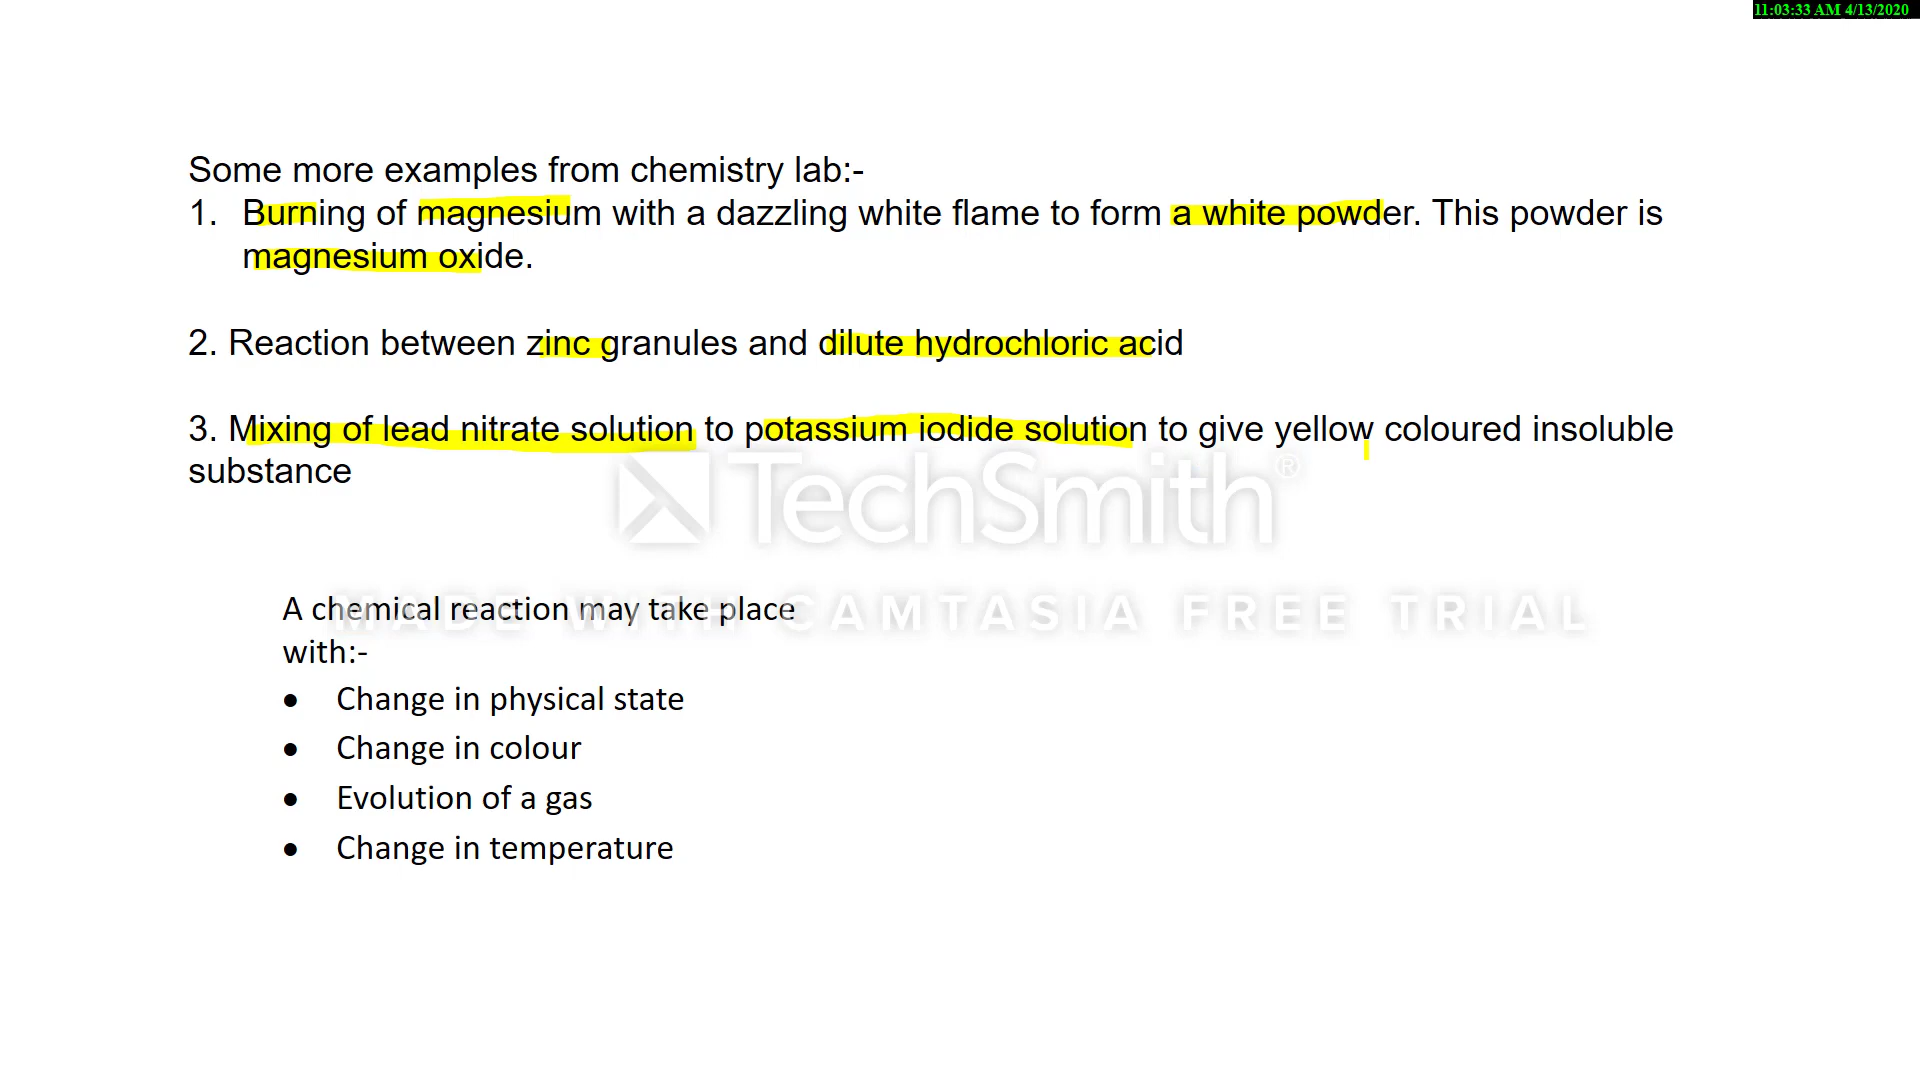 11:03:33 AM 4/13/2020
Some more examples from chemistry lab:-
1. Burning of magnesium with a dazzling white flame to form a white powder. This powder is
magnesium oxide.
2. Reaction between zinc granules and dilute hydrochloric acid
3. Mixing of lead nitrate solution to potassium iodide solution to give yellow coloured insoluble
substance
TechSmith®
MADE WITH CAMTASIA FREE TRIAL
A chemical reaction may take place
with:-
• Change in physical state
• Change in colour
• Evolution of a gas
• Change in temperature